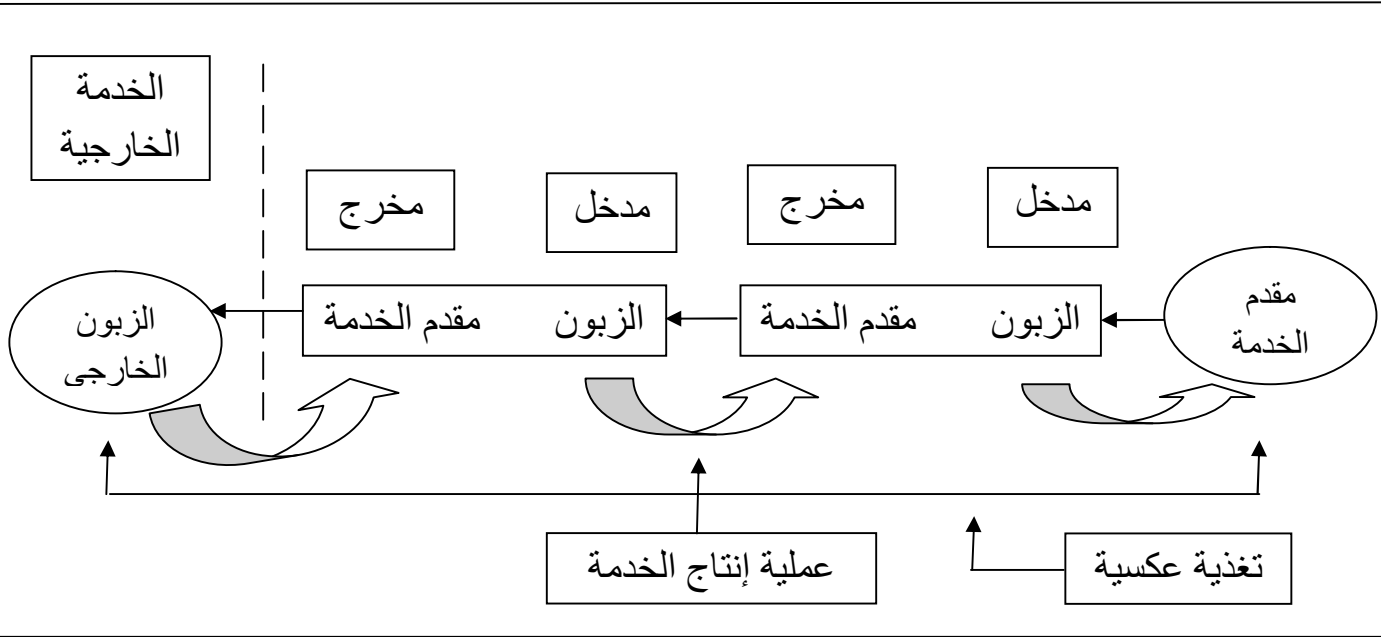 الخدمة
الخارجية
مدخل
مخرج
مدخل
مخرج
مقدم
الخدمة
الزبون مقدم الخدمة
الزبون مقدم الخدمة
الزبون
الخارجي
عملية إنتاج الخدمة
تغذية عكسية